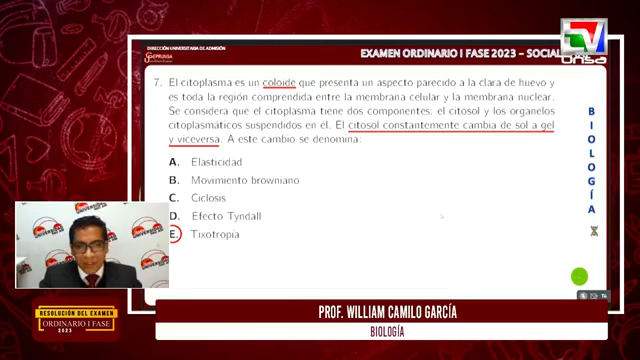 DIRECCIÓN UNIVERSITARIA DE ADMISIÓN
CEPRUNSA
EXAMEN ORDINARIO I FASE 2023 – SOCIAL
TV
Unsa
7. El citoplasma es un coloide que presenta un aspecto parecido a la clara de huevo y
es toda la región comprendida entre la membrana celular y la membrana nuclear.
Se considera que el citoplasma tiene dos componentes: el citosol y los organelos
citoplasmáticos suspendidos en él. El citosol constantemente cambia de sol a gel
y viceversa. A este cambio se denomina:
A. Elasticidad
B. Movimiento browniano
C. Ciclosis
D. Efecto Tyndall
E. Tixotropía
BIOLOGÍA
RESOLUCIÓN DEL EXAMEN
ORDINARIO I FASE
2023
PROF. WILLIAM CAMILO GARCÍA
BIOLOGÍA